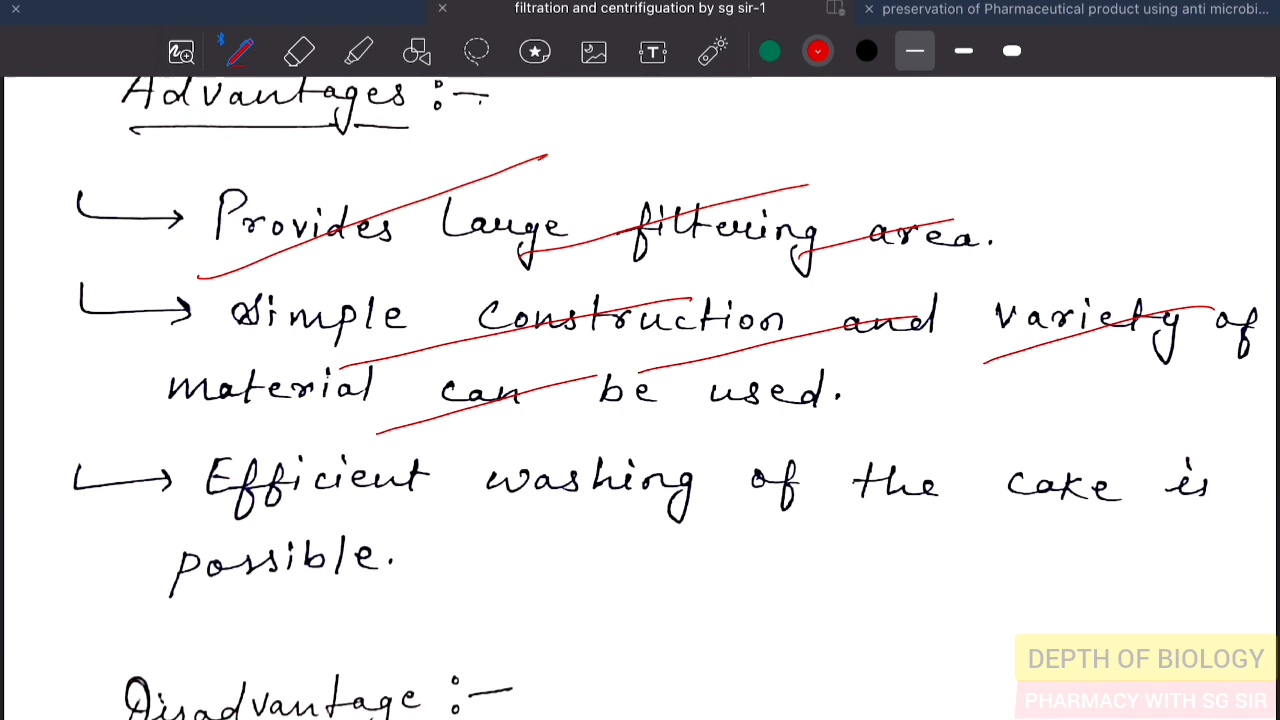 filtration and centrifiguation by sg sir-1
preservation of Pharmaceutical product using anti microbi...
Advantages :-
Provides Large filtering area.
Simple construction and variety of
material can be used.
Efficient washing of the cake is
possible.
Disadvantage :-
DEPTH OF BIOLOGY
PHARMACY WITH SG SIR